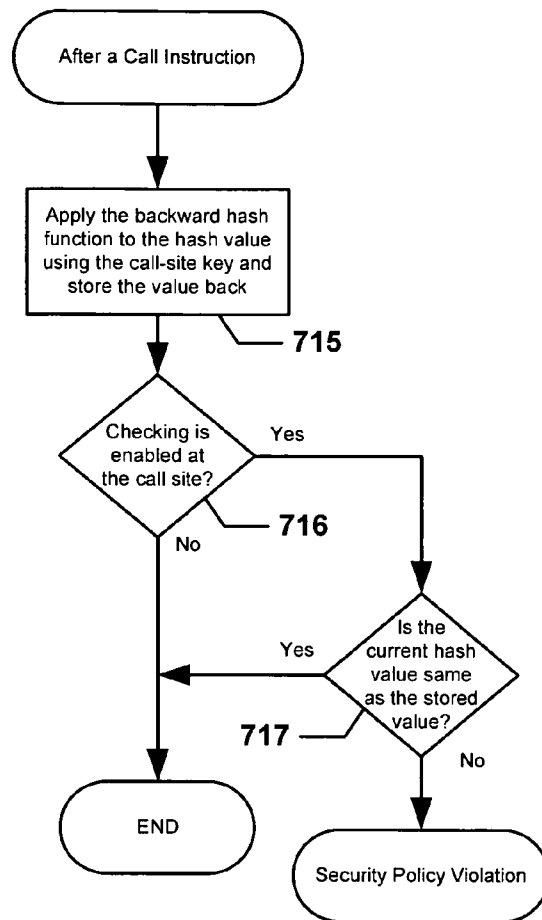 After a Call Instruction
Apply the backward hash
function to the hash value
using the call-site key and
store the value back
715
Checking is
enabled at
the call site?
Yes
716
No
Is the
current hash
value same
as the stored
value?
Yes
717
No
END
Security Policy Violation